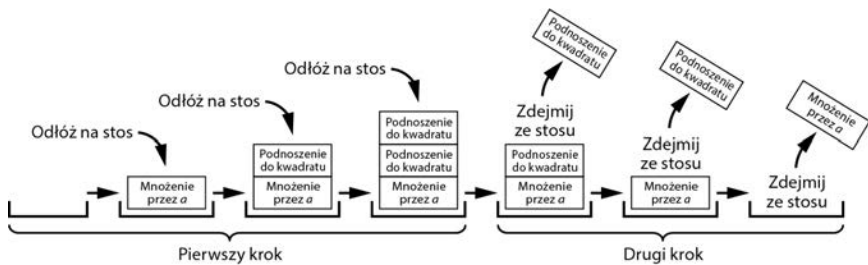 Odłóż na stos
Mnożenie
przez a
Odłóż na stos
Podnoszenie
do kwadratu
Mnożenie
przez a
Odłóż na stos
Podnoszenie
do kwadratu
Podnoszenie
do kwadratu
Mnożenie
przez a
Podnoszenie
do kwadratu
Zdejmij
ze stosu
Podnoszenie
do kwadratu
Mnożenie
przez a
Podnoszenie
do kwadratu
Zdejmij
ze stosu
Mnożenie
przez a
Mnożenie
przez a
Zdejmij
ze stosu
Pierwszy krok
Drugi krok